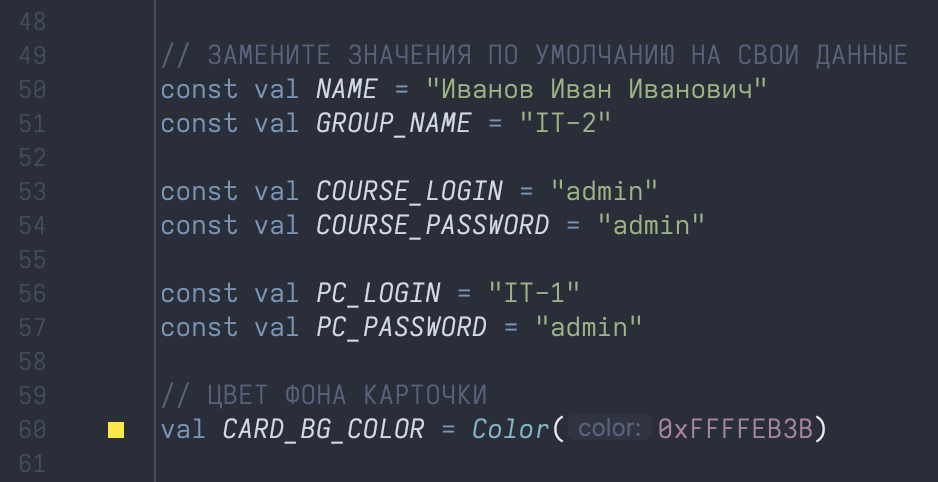 48
49 // ЗАМЕНИТЕ ЗНАЧЕНИЯ ПО УМОЛЧАНИЮ НА СВОИ ДАННЫЕ
50 const val NAME = "Иванов Иван Иванович"
51 const val GROUP_NAME = "IT-2"
52
53 const val COURSE_LOGIN = "admin"
54 const val COURSE_PASSWORD = "admin"
55
56 const val PC_LOGIN = "IT-1"
57 const val PC_PASSWORD = "admin"
58
59 // ЦВЕТ ФОНА КАРТОЧКИ
60 val CARD_BG_COLOR = Color( color: 0xFFFFEB3B)
61